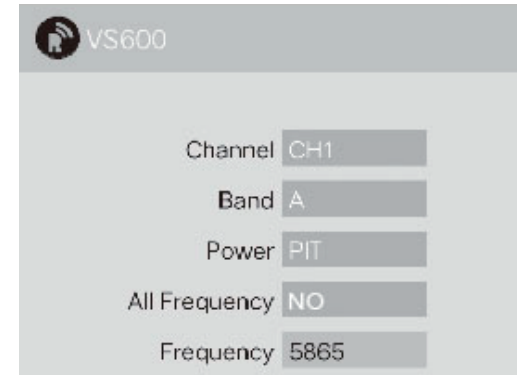 VS600
Channel CH1
Band A
Power PIT
All Frequency NO
Frequency 5865